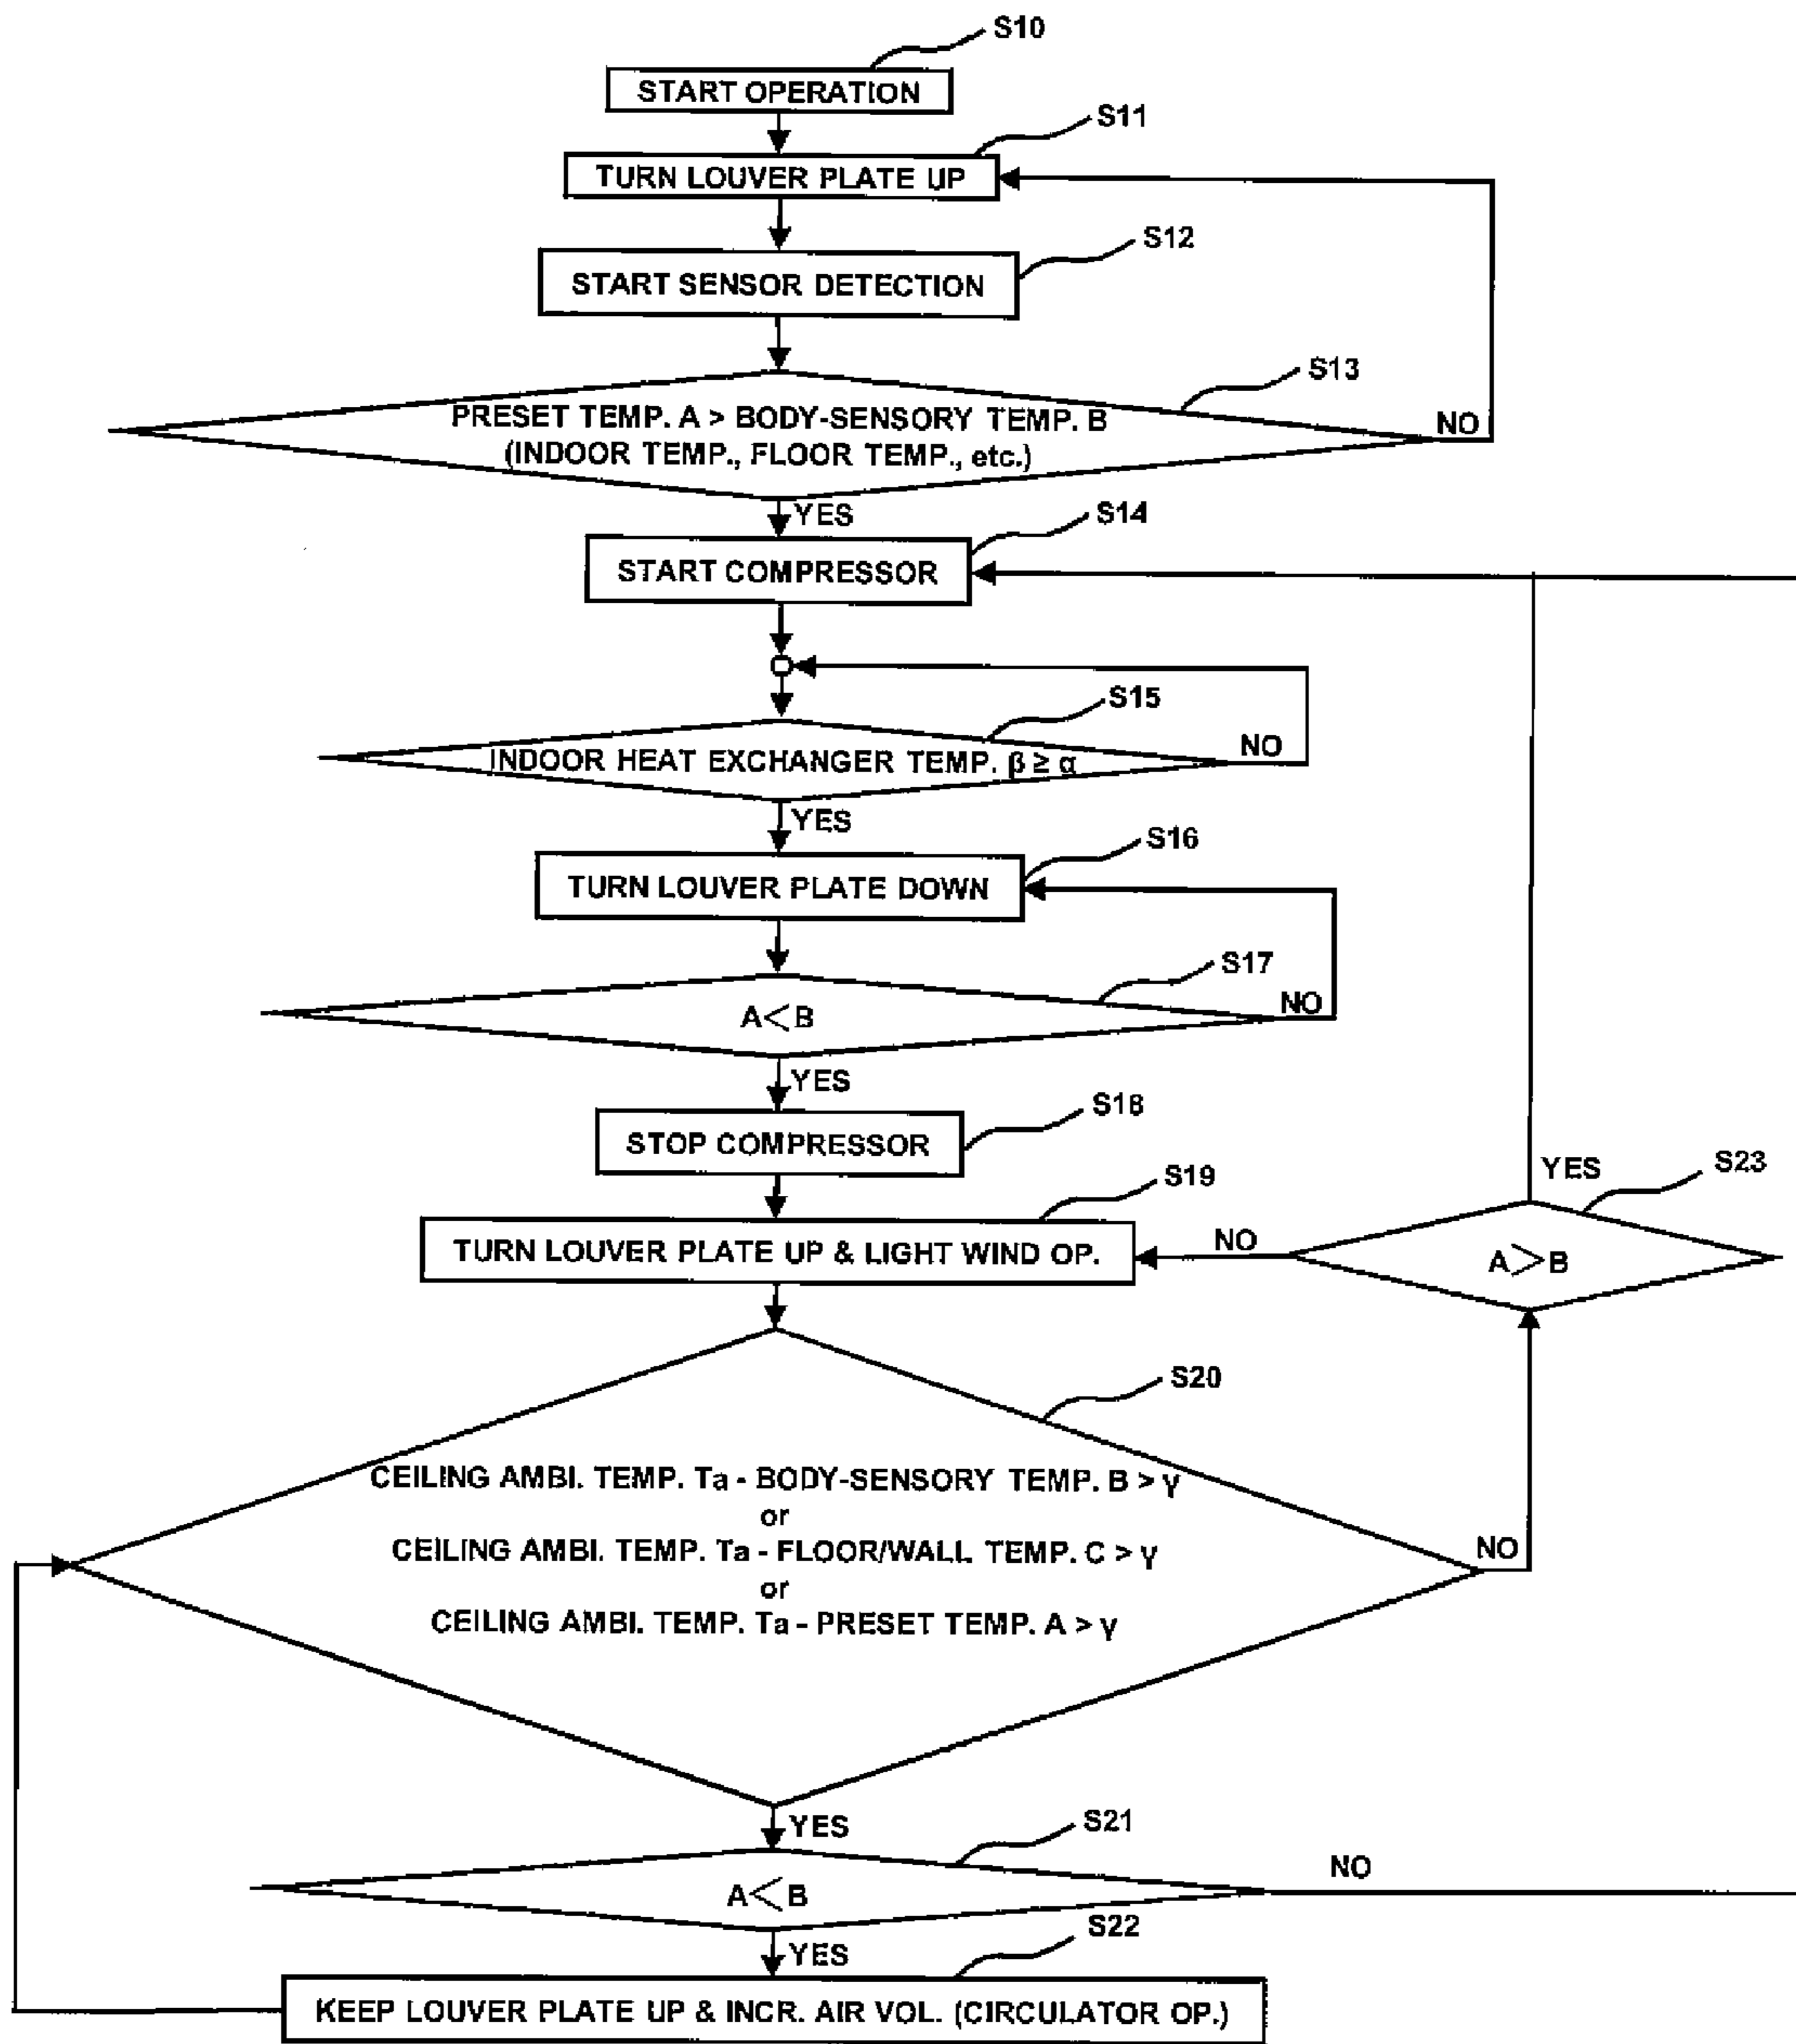 S10
START OPERATION
S11
TURN LOUVER PLATE UP
S12
START SENSOR DETECTION
S13
PRESET TEMP. A > BODY-SENSORY TEMP. B
(INDOOR TEMP., FLOOR TEMP., etc.)
NO
YES
S14
START COMPRESSOR
S15
INDOOR HEAT EXCHANGER TEMP. β ≥ α
NO
YES
S16
TURN LOUVER PLATE DOWN
S17
A<B
NO
YES
S18
STOP COMPRESSOR
S19
TURN LOUVER PLATE UP & LIGHT WIND OP.
YES
S23
NO
A>B
S20
CEILING AMBI. TEMP. Ta - BODY-SENSORY TEMP. B > γ
or
CEILING AMBI. TEMP. Ta - FLOOR/WALL TEMP. C > γ
or
CEILING AMBI. TEMP. Ta - PRESET TEMP. A > γ
NO
YES
S21
A<B
NO
YES
S22
KEEP LOUVER PLATE UP & INCR. AIR VOL. (CIRCULATOR OP.)